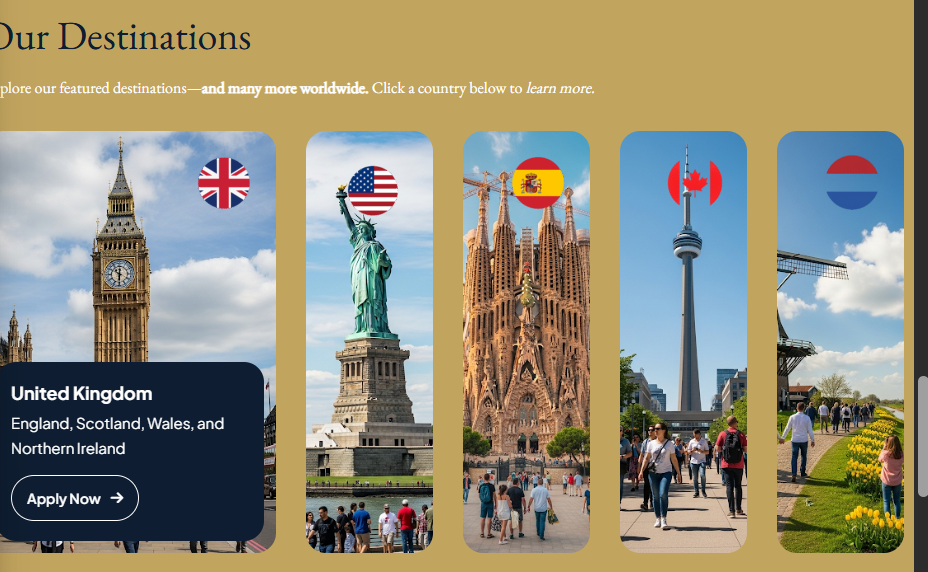 Our Destinations
plore our featured destinations—and many more worldwide. Click a country below to learn more.
United Kingdom
England, Scotland, Wales, and
Northern Ireland
Apply Now →